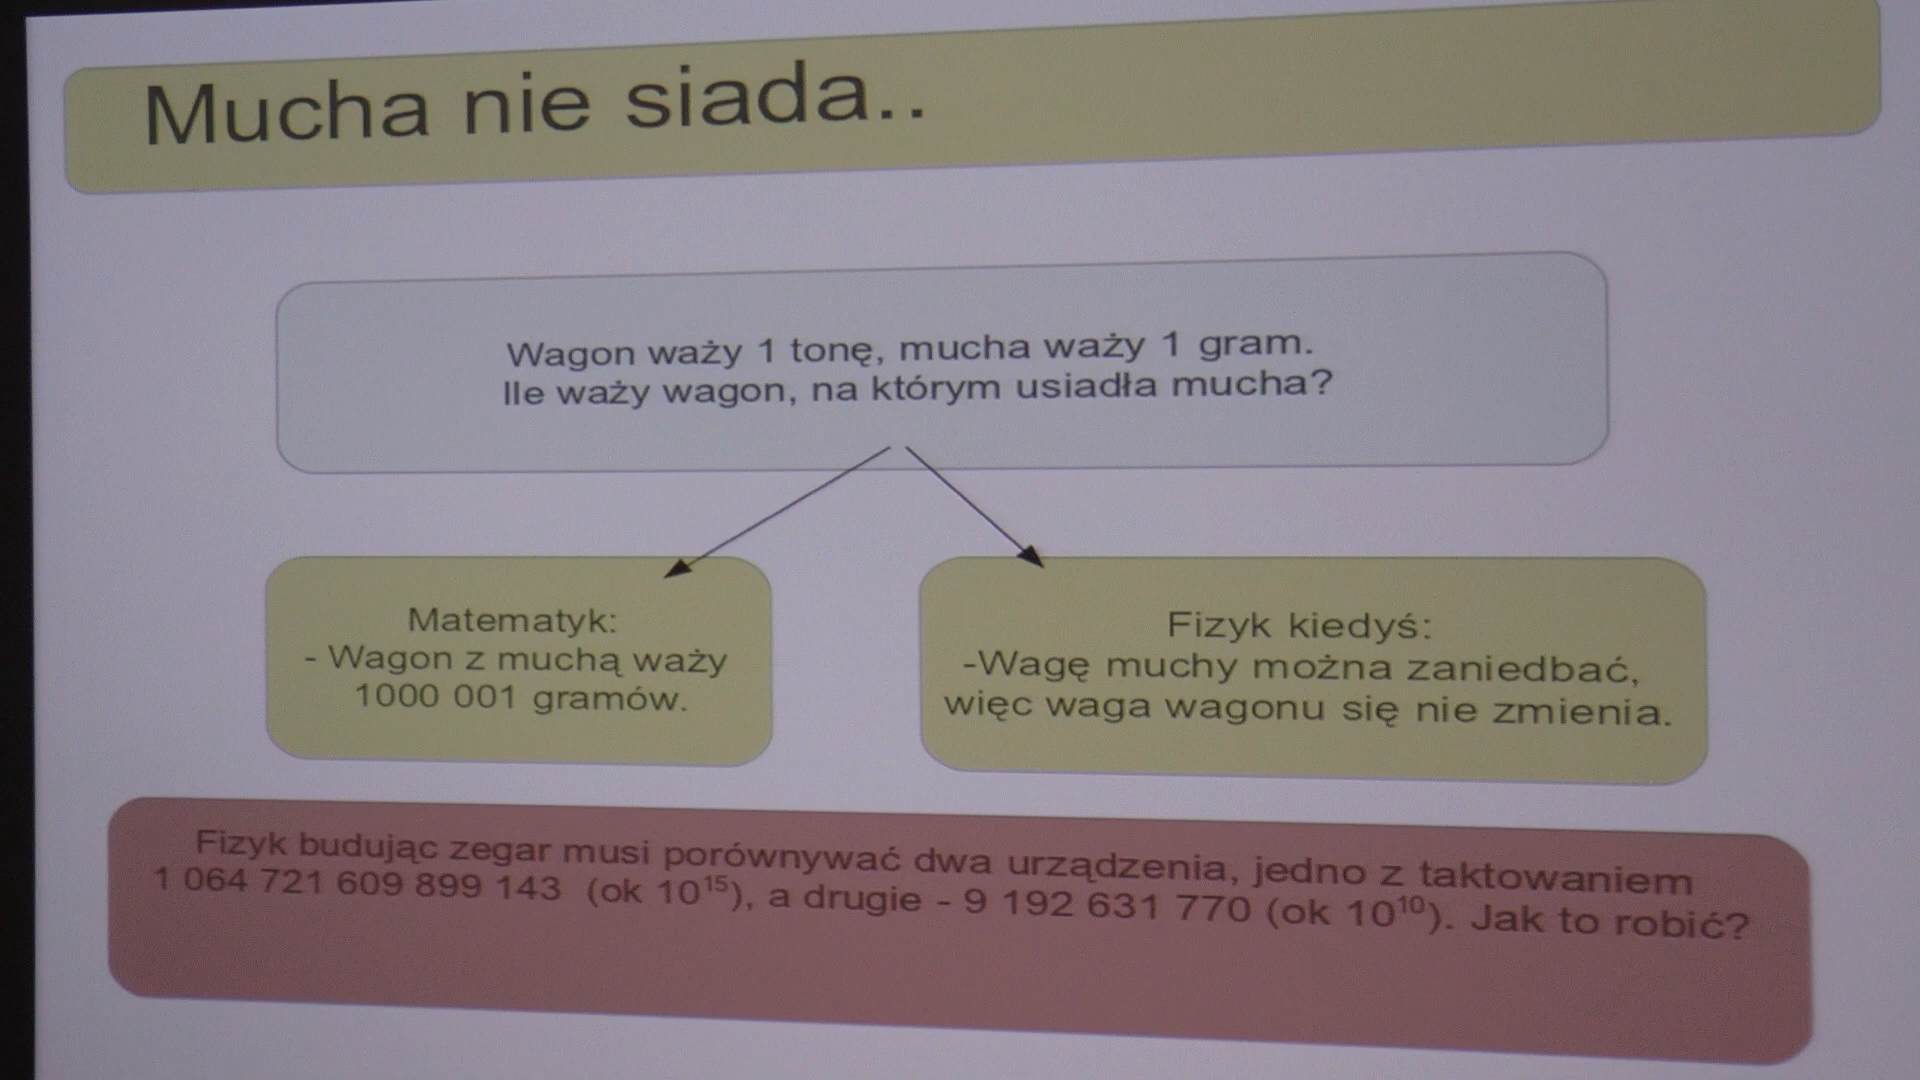 Mucha nie siada..
Wagon waży 1 tonę, mucha waży 1 gram.
Ile waży wagon, na którym usiadła mucha?
Matematyk:
- Wagon z muchą waży
1000 001 gramów.
Fizyk kiedyś:
-Wagę muchy można zaniedbać,
więc waga wagonu się nie zmienia.
Fizyk budując zegar musi porównywać dwa urządzenia, jedno z taktowaniem
1 064 721 609 899 143 (ok 10¹⁵), a drugie - 9 192 631 770 (ok 10¹⁰). Jak to robić?